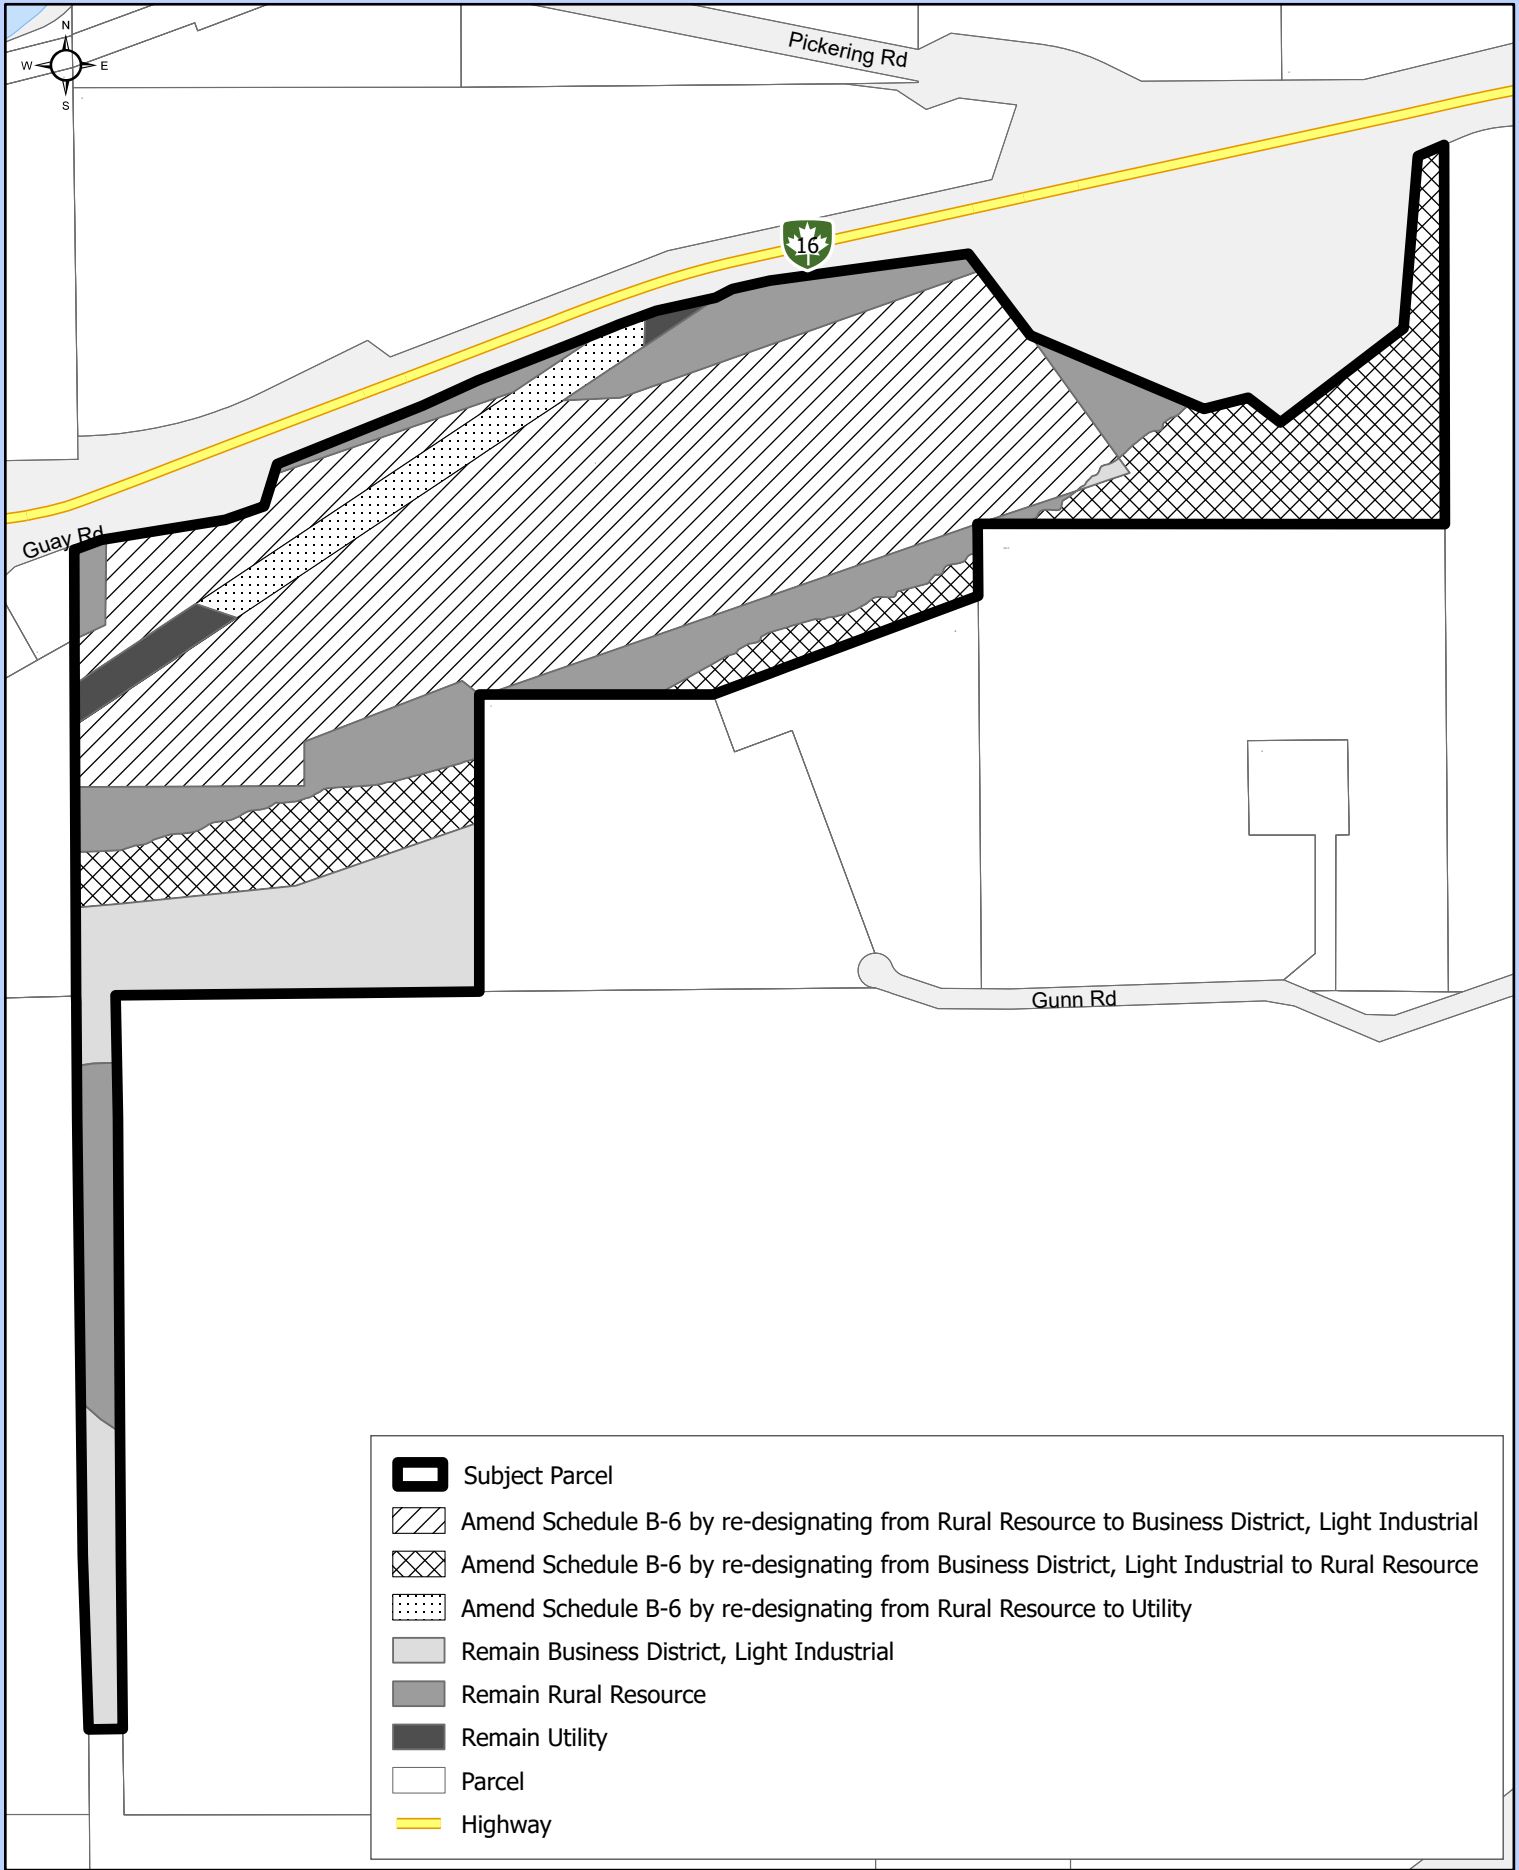 Pickering Rd
N
W
E
S
16
Guay Rd
Gunn Rd
Subject Parcel
Amend Schedule B-6 by re-designating from Rural Resource to Business District, Light Industrial
Amend Schedule B-6 by re-designating from Business District, Light Industrial to Rural Resource
Amend Schedule B-6 by re-designating from Rural Resource to Utility
Remain Business District, Light Industrial
Remain Rural Resource
Remain Utility
Parcel
Highway